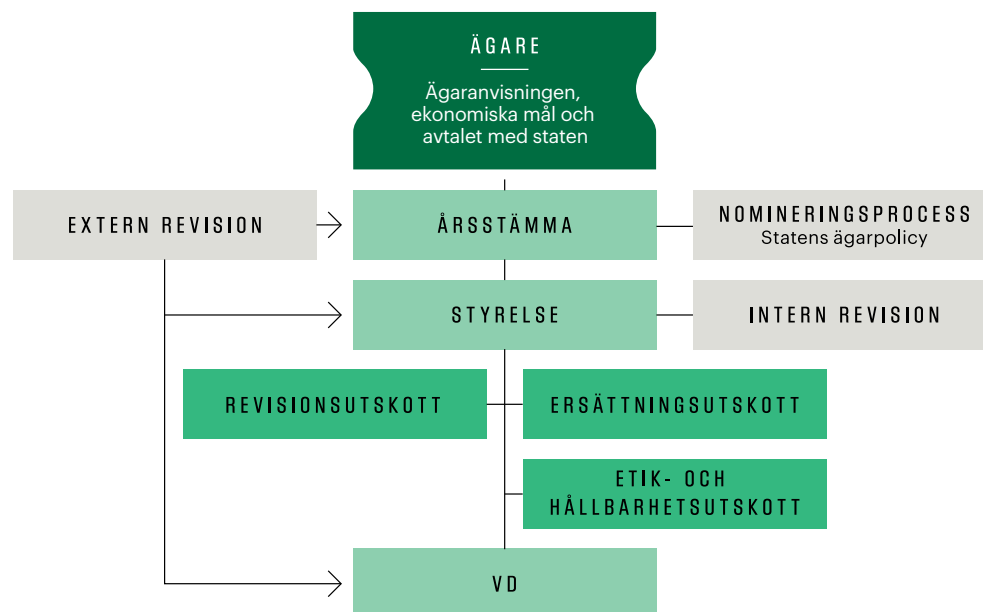 ÄGARE
Ägaranvisningen,
ekonomiska mål och
avtalet med staten
EXTERN REVISION
ÅRSSTÄMMA
NOMINERINGSPROCESS
Statens ägarpolicy
STYRELSE
INTERN REVISION
REVISIONSUTSKOTT
ERSÄTTNINGSUTSKOTT
ETIK- OCH
HÅLLBARHETSUTSKOTT
VD